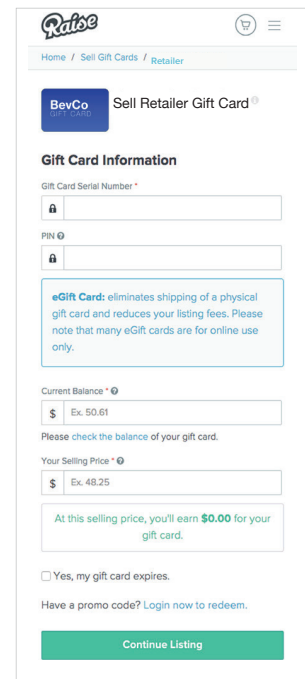 Raise
Home / Sell Gift Cards / Retailer
BevCo
GIFT CARD
Sell Retailer Gift Card
Gift Card Information
Gift Card Serial Number *
PIN
eGift Card: eliminates shipping of a physical
gift card and reduces your listing fees. Please
note that many eGift cards are for online use
only.
Current Balance *
$ Ex. 50.61
Please check the balance of your gift card.
Your Selling Price *
$ Ex. 48.25
At this selling price, you'll earn $0.00 for your
gift card.
Yes, my gift card expires.
Have a promo code? Login now to redeem.
Continue Listing